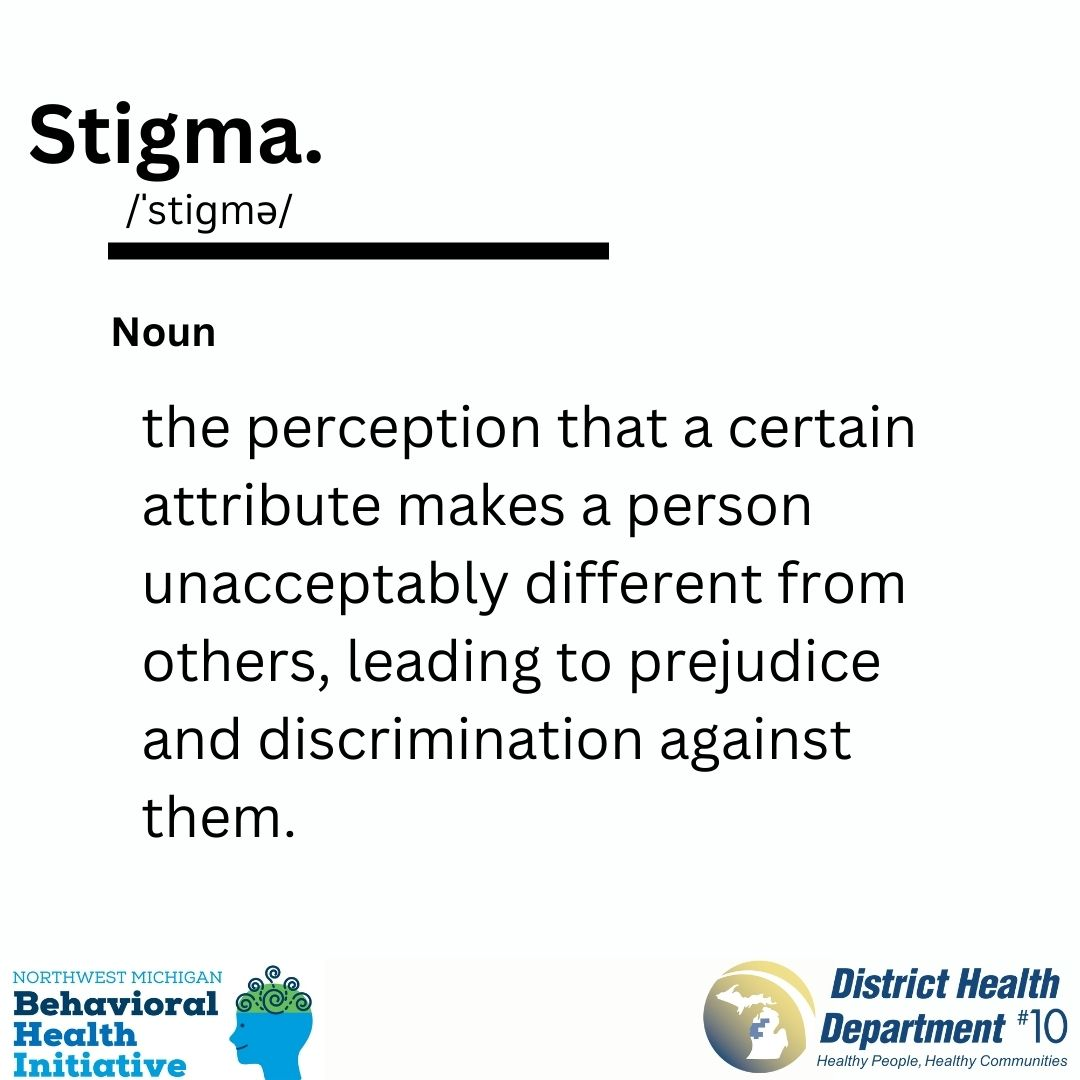 Stigma.
/ˈstigmə/
Noun
the perception that a certain
attribute makes a person
unacceptably different from
others, leading to prejudice
and discrimination against
them.
NORTHWEST MICHIGAN
Behavioral
Health
Initiative
District Health
Department #10
Healthy People, Healthy Communities